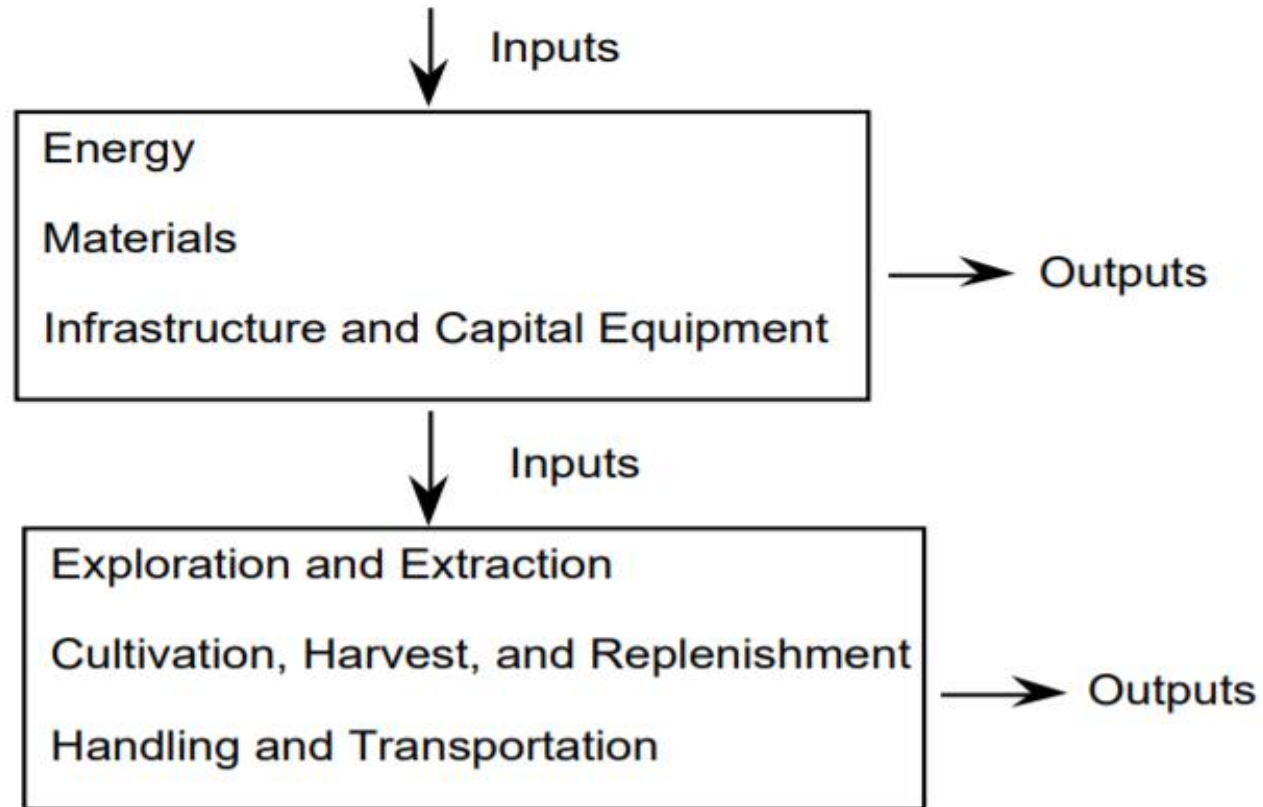 Inputs
Energy
Materials
Outputs
Infrastructure and Capital Equipment
Inputs
Exploration and Extraction
Cultivation, Harvest, and Replenishment
Outputs
Handling and Transportation